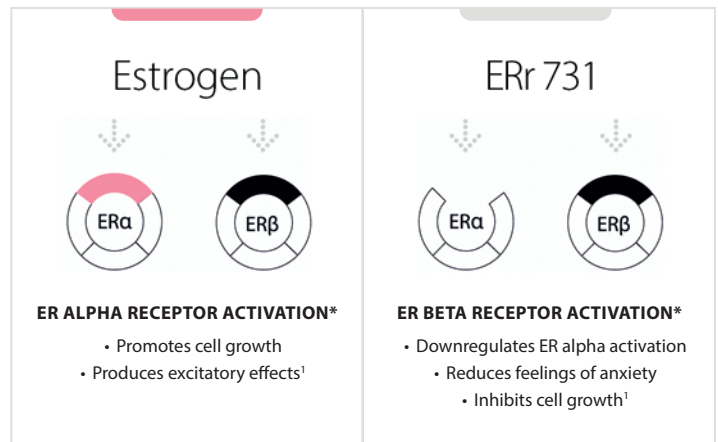 Estrogen
ERα
ERβ
ER ALPHA RECEPTOR ACTIVATION*
• Promotes cell growth
• Produces excitatory effects¹
ERr 731
ERα
ERβ
ER BETA RECEPTOR ACTIVATION*
• Downregulates ER alpha activation
• Reduces feelings of anxiety
• Inhibits cell growth¹